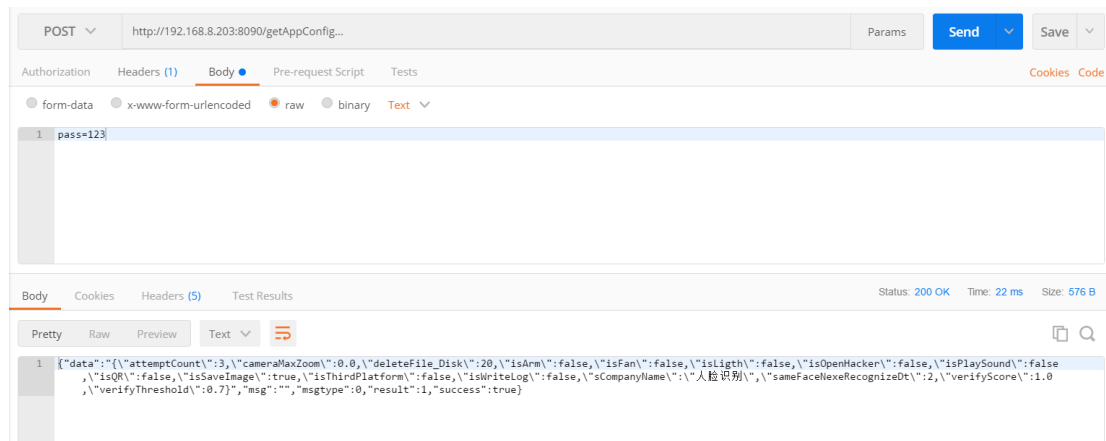 POST http://192.168.8.203:8090/getAppConfig... Params Send Save
Authorization Headers (1) Body Pre-request Script Tests Cookies Code
form-data x-www-form-urlencoded raw binary Text
1 pass=123
Body Cookies Headers (5) Test Results Status: 200 OK Time: 22 ms Size: 576 B
Pretty Raw Preview Text
1 {"data":"{\"attemptCount\":3,\"cameraMaxZoom\":0.0,\"deleteFile_Disk\":20,\"isArm\":false,\"isFan\":false,\"isLigth\":false,\"isOpenHacker\":false,\"isPlaySound\":false
,\"isQR\":false,\"isSaveImage\":true,\"isThirdPlatform\":false,\"isWriteLog\":false,\"sCompanyName\":\"人脸识别\",\"sameFaceNexeRecognizeDt\":2,\"verifyScore\":1.0
,\"verifyThreshold\":0.7}","msg":"","msgtype":0,"result":1,"success":true}